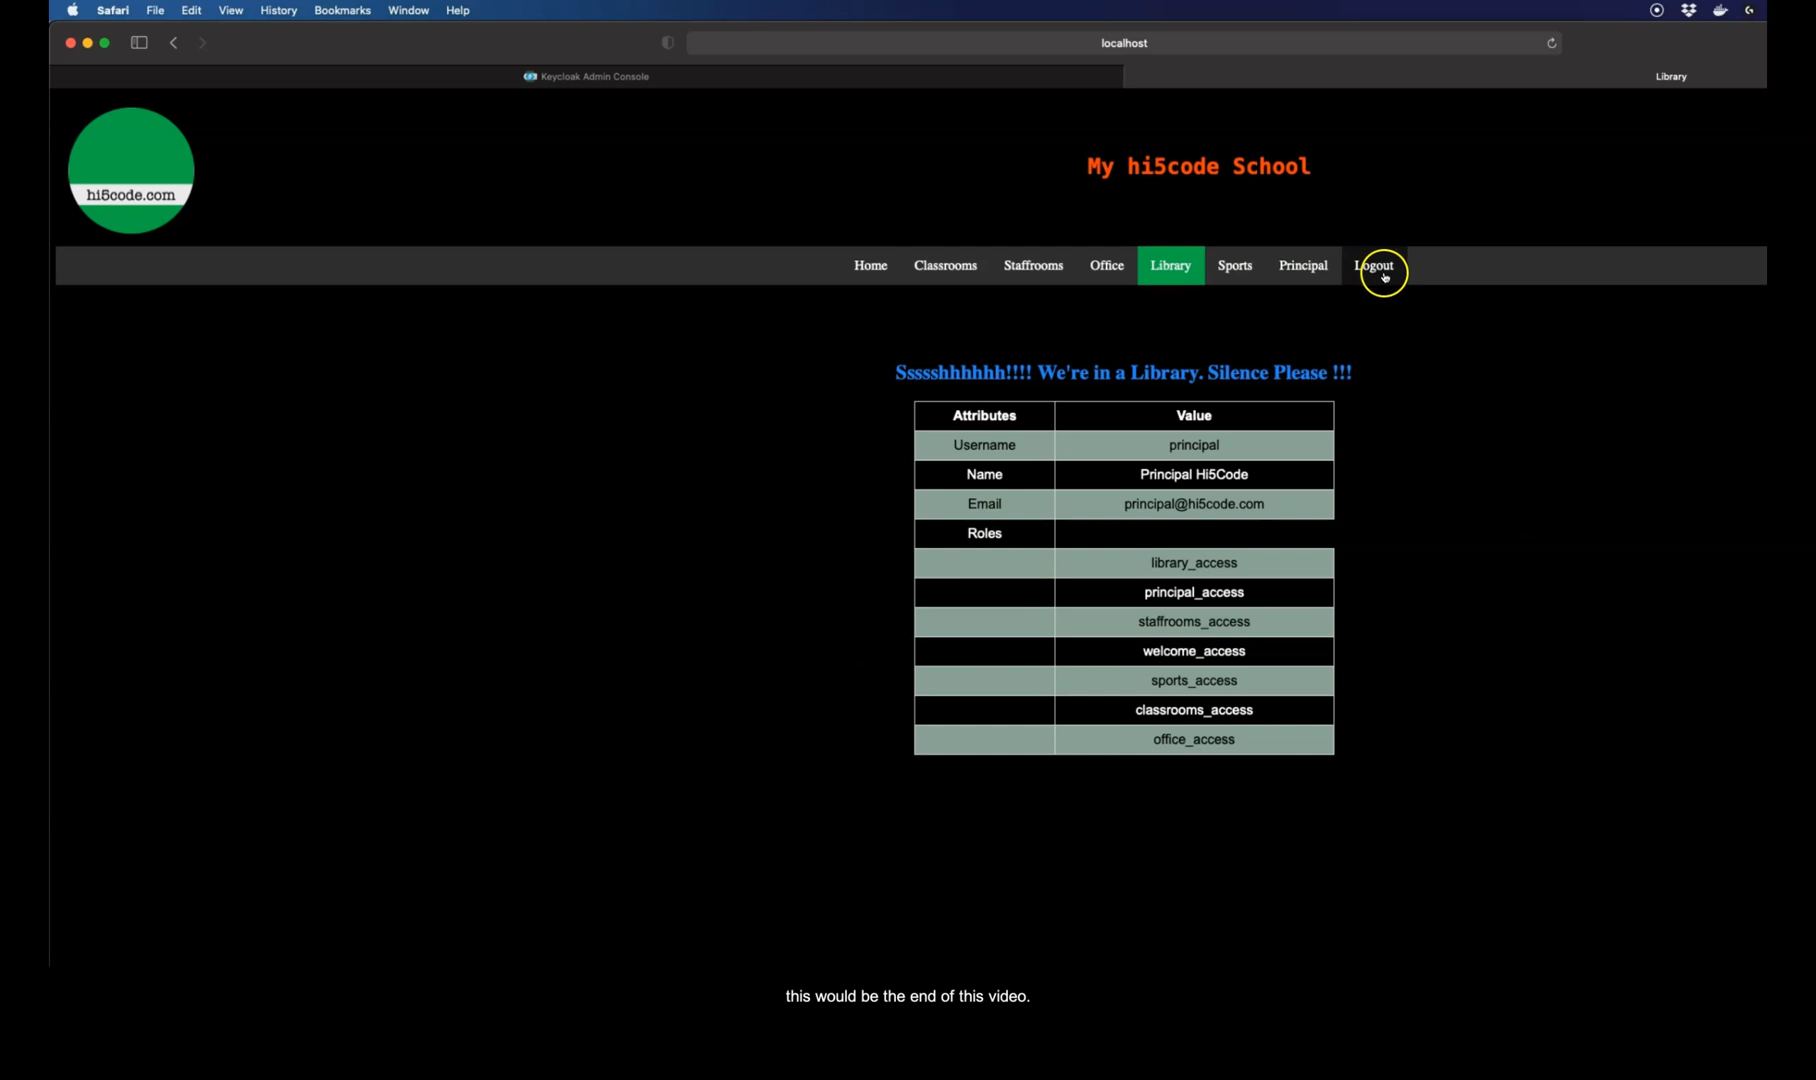 Safari File Edit View History Bookmarks Window Help
localhost
Keycloak Admin Console
Library
hi5code.com
My hi5code School
Home Classrooms Staffrooms Office Library Sports Principal Logout
Ssssshhhhhh!!!! We're in a Library. Silence Please !!!
Attributes Value
Username principal
Name Principal Hi5Code
Email principal@hi5code.com
Roles
library_access
principal_access
staffrooms_access
welcome_access
sports_access
classrooms_access
office_access
this would be the end of this video.